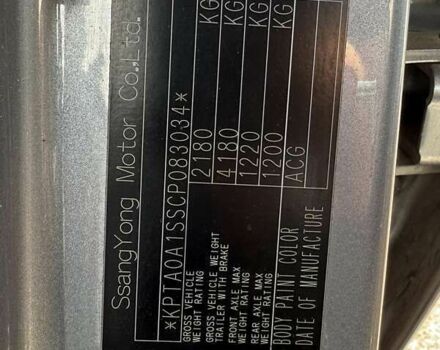 SsangYong Motor Co.,Ltd.
*KPTA0A1SSCP083034*
GROSS VEHICLE
WEIGHT RATING 2180 KG
GROSS VEHICLE WEIGHT
TRAILER WITH BRAKE 4180 KG
FRONT AXLE MAX
WEIGHT RATING 1220 KG
REAR AXLE MAX
WEIGHT RATING 1200 KG
BODY PAINT COLOR ACG
DATE OF MANUFACTURE